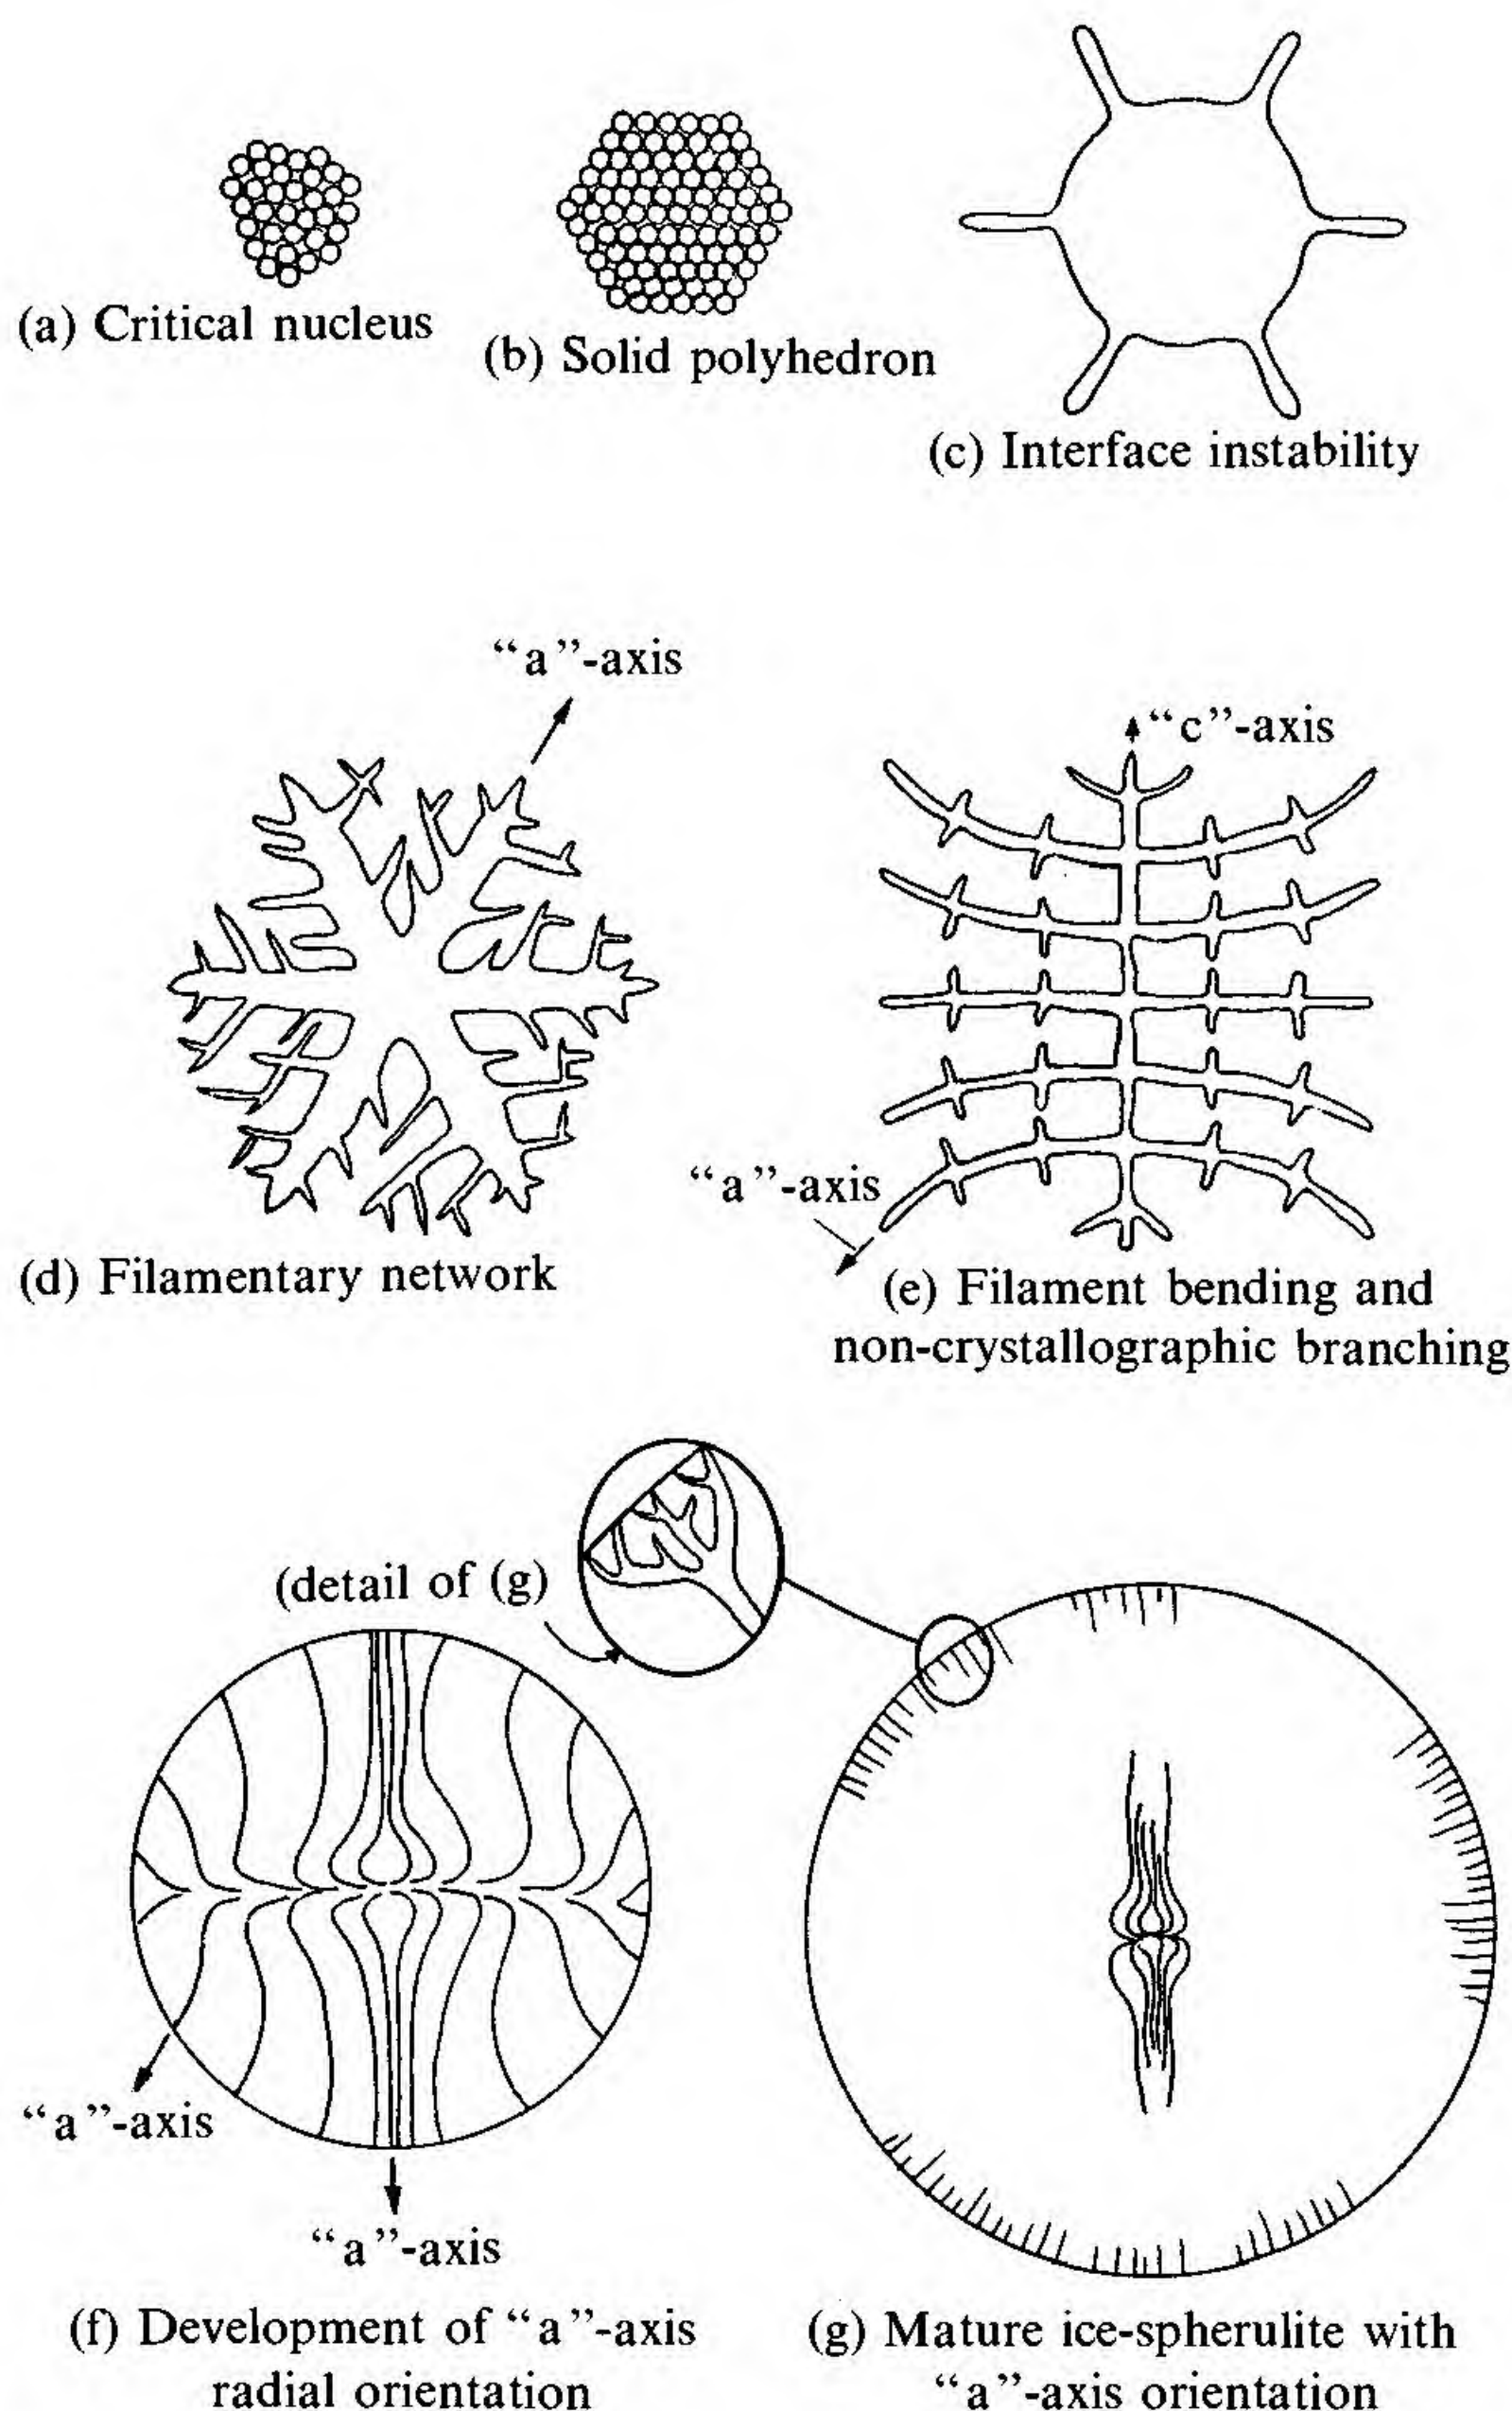 (a) Critical nucleus
(b) Solid polyhedron
(c) Interface instability
“a”-axis
“c”-axis
“a”-axis
(d) Filamentary network
(e) Filament bending and
non-crystallographic branching
(detail of (g)
“a”-axis
“a”-axis
(f) Development of “a”-axis
radial orientation
(g) Mature ice-spherulite with
“a”-axis orientation